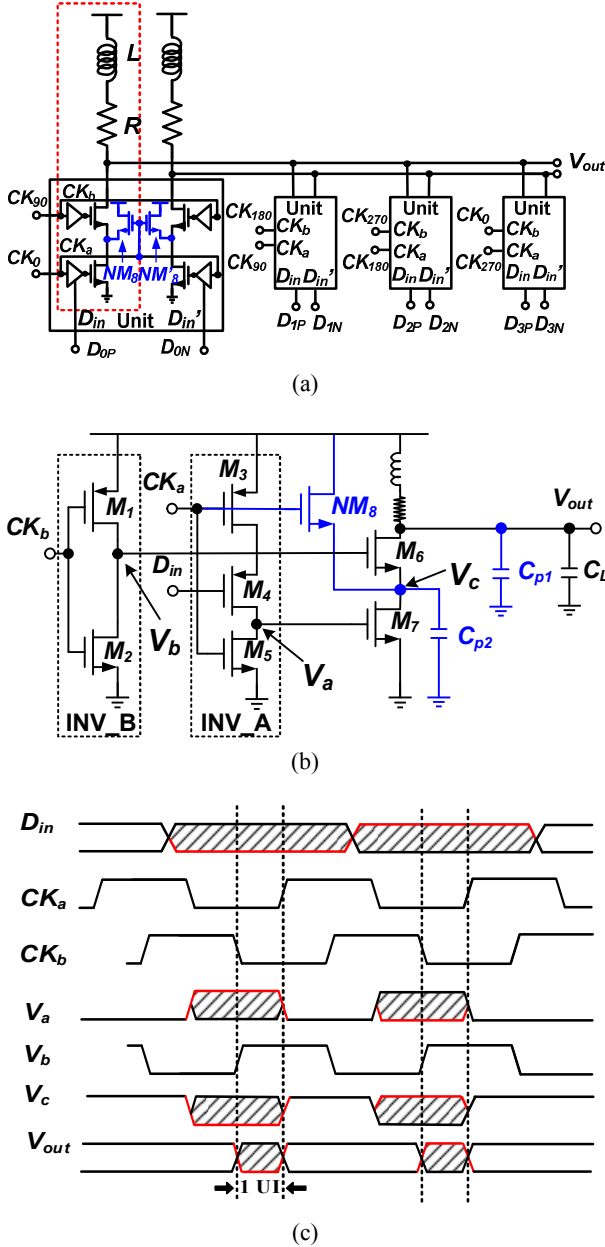 L
R
V_out
CK_90
CK_b
CK_0
CK_a
NM_8
NM'_8
D_in
D_in'
Unit
D_0P
D_0N
CK_180
CK_90
Unit
CK_b
CK_a
D_in
D_in'
D_1P
D_1N
CK_270
CK_180
Unit
CK_b
CK_a
D_in
D_in'
D_2P
D_2N
CK_0
CK_270
Unit
CK_b
CK_a
D_in
D_in'
D_3P
D_3N
(a)
CK_b
M_1
M_2
V_b
INV_B
CK_a
D_in
M_3
M_4
M_5
V_a
INV_A
NM_8
M_6
M_7
V_c
V_out
C_p1
C_L
C_p2
(b)
D_in
CK_a
CK_b
V_a
V_b
V_c
V_out
1 UI
(c)